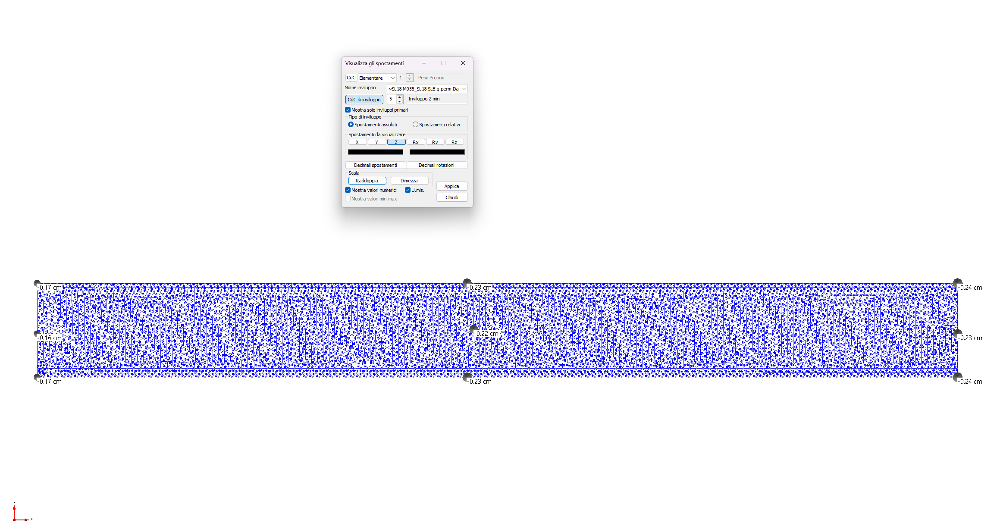 Visualizza gli spostamenti
CdC Elementare 1 Peso Proprio
Nome inviluppo ~SL18 M055_SL18 SLE q.perm.Dai
CdC di inviluppo 5 Inviluppo Z min
Mostra solo inviluppi primari
Tipo di inviluppo
Spostamenti assoluti Spostamenti relativi
Spostamenti da visualizzare
X Y Z Rx Ry Rz
Decimali spostamenti Decimali rotazioni
Scala
Raddoppia Dimezza
Applica
Mostra valori numerici U.mis.
Chiudi
Mostra valori min-max
-0.17 cm -0.23 cm -0.24 cm
-0.16 cm -0.22 cm -0.23 cm
-0.17 cm -0.23 cm -0.24 cm
y
x